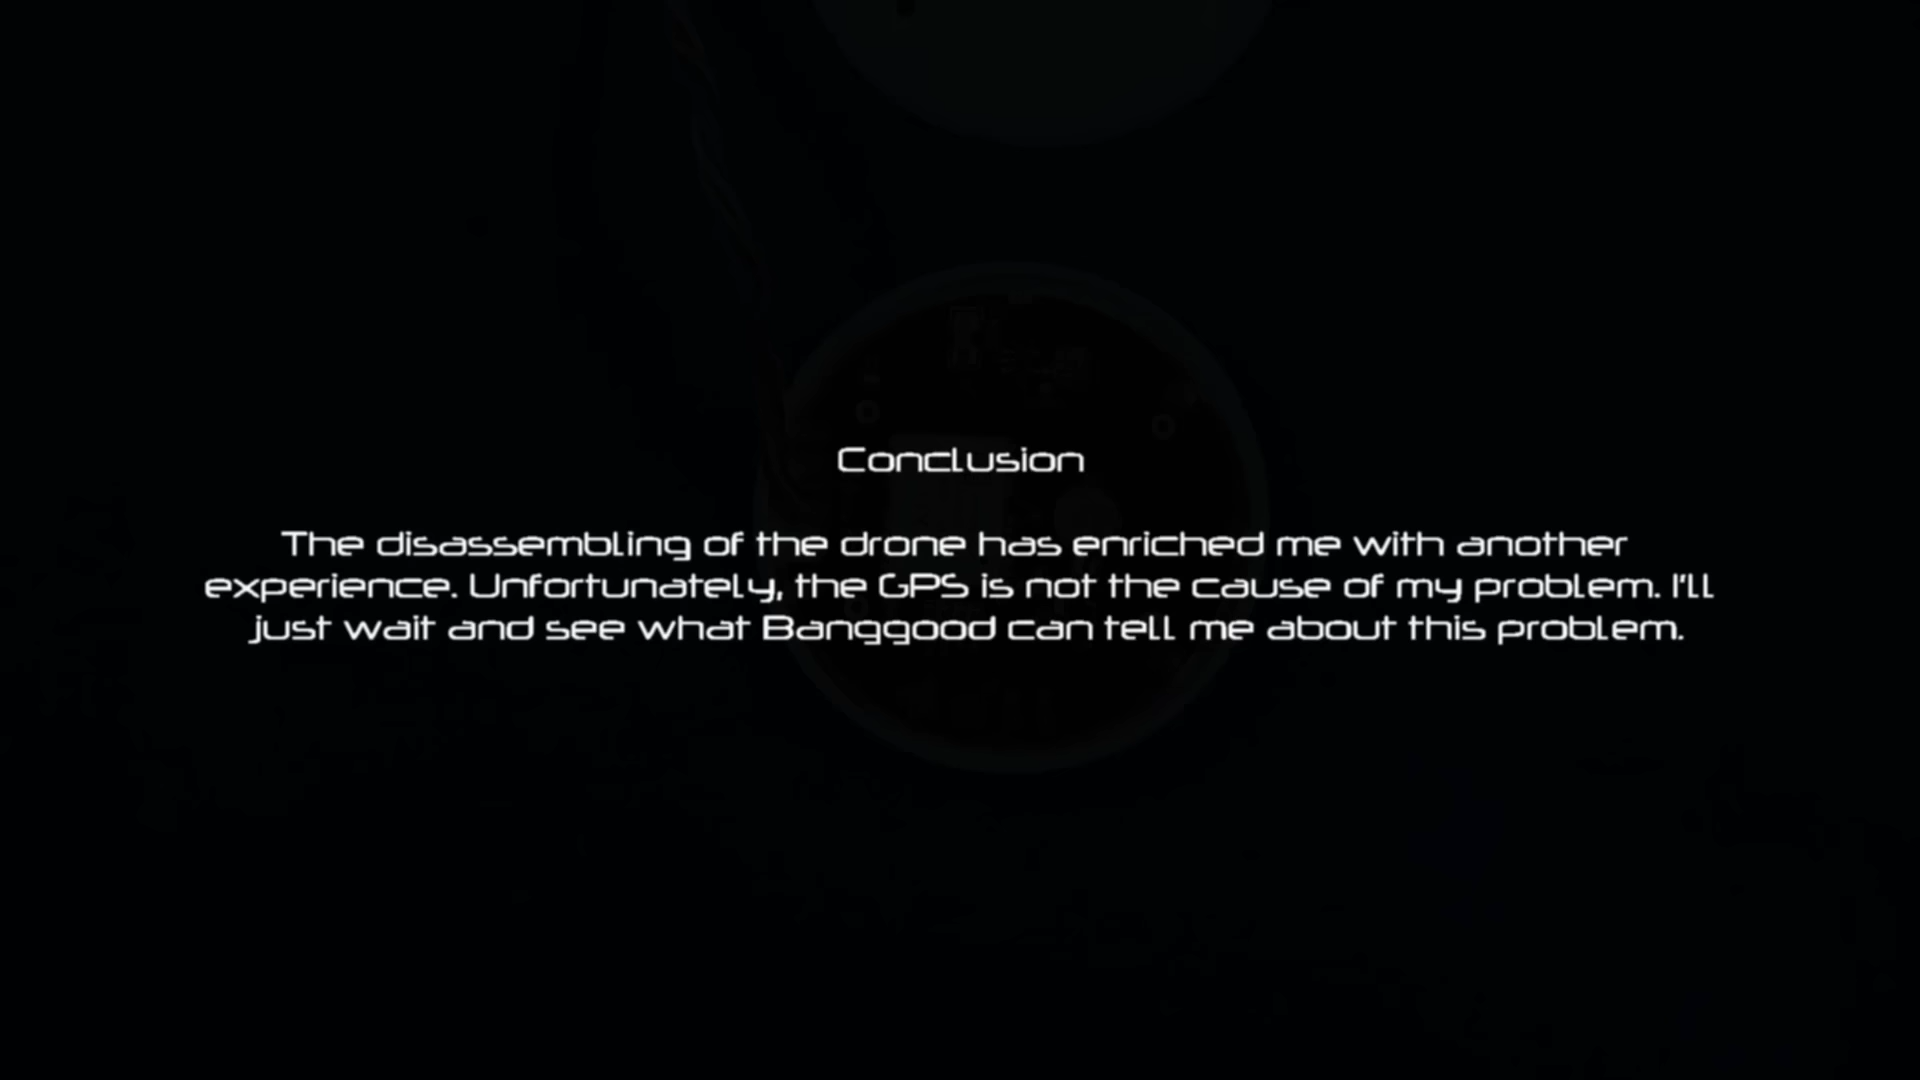 Conclusion
The disassembling of the drone has enriched me with another
experience. Unfortunately, the GPS is not the cause of my problem. I'll
just wait and see what Banggood can tell me about this problem.